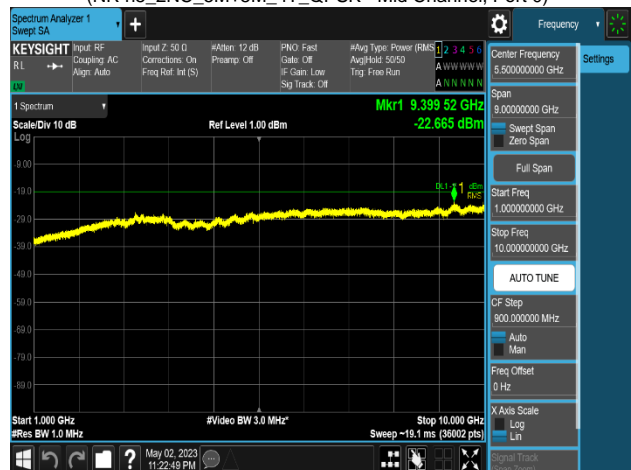 Spectrum Analyzer 1
Swept SA
Frequency
KEYSIGHT
RL
LV
Input: RF
Coupling: AC
Align: Auto
Input Z: 50 Ω
Corrections: On
Freq Ref: Int (S)
#Atten: 12 dB
Preamp: Off
PNO: Fast
Gate: Off
IF Gain: Low
Sig Track: Off
#Avg Type: Power (RMS
Avg|Hold: 50/50
Trig: Free Run
1 2 3 4 5 6
A W W W W W
A N N N N N
Center Frequency
5.500000000 GHz
Settings
Span
9.00000000 GHz
Swept Span
Zero Span
Full Span
Start Freq
1.000000000 GHz
Stop Freq
10.000000000 GHz
AUTO TUNE
CF Step
900.000000 MHz
Auto
Man
Freq Offset
0 Hz
X Axis Scale
Log
Lin
Signal Track
1 Spectrum
Scale/Div 10 dB
Log
Ref Level 1.00 dBm
Mkr1 9.399 52 GHz
-22.665 dBm
-9.00
-19.0
-29.0
-39.0
-49.0
-59.0
-69.0
-79.0
-89.0
1
RMS
Start 1.000 GHz
#Res BW 1.0 MHz
#Video BW 3.0 MHz*
Stop 10.000 GHz
Sweep ~19.1 ms (36002 pts)
?
May 02, 2023
11:22:49 PM